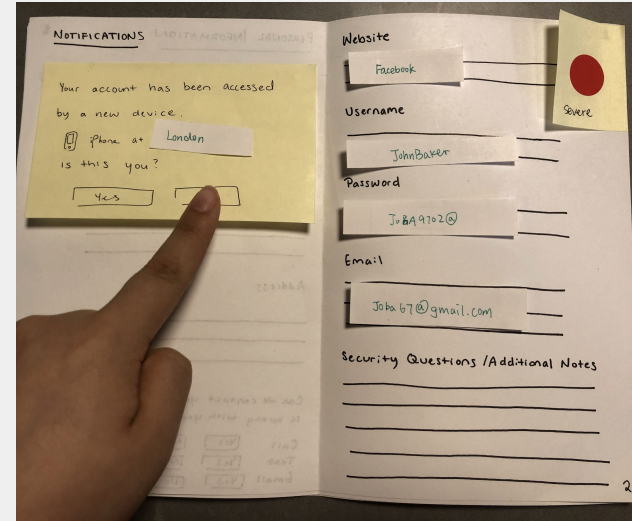 NOTIFICATIONS
Your account has been accessed
by a new device.
iPhone at London
is this you?
Yes
Website
Facebook
Username
JohnBaker
Password
JoBA9702@
Email
Joba67@gmail.com
Security Questions /Additional Notes
Severe
2